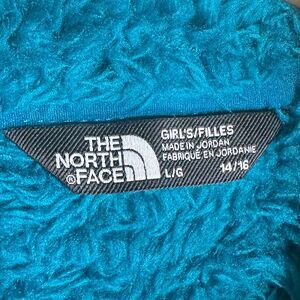 THE
NORTH
®FACE
GIRL'S/FILLES
MADE IN JORDAN
FABRIQUÉ EN JORDANIE
L/G 14/16